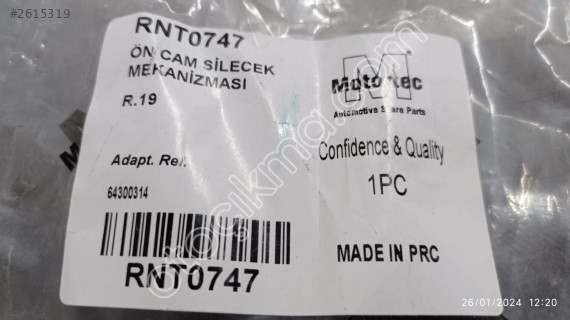 #2615319
RNT0747
ÖN CAM SİLECEK
MEKANİZMASI
R.19
Adapt. Ref.
64300314
RNT0747
M
Motortec
Automotive Spare Parts
Confidence & Quality
1PC
MADE IN PRC
26/01/2024 12:20